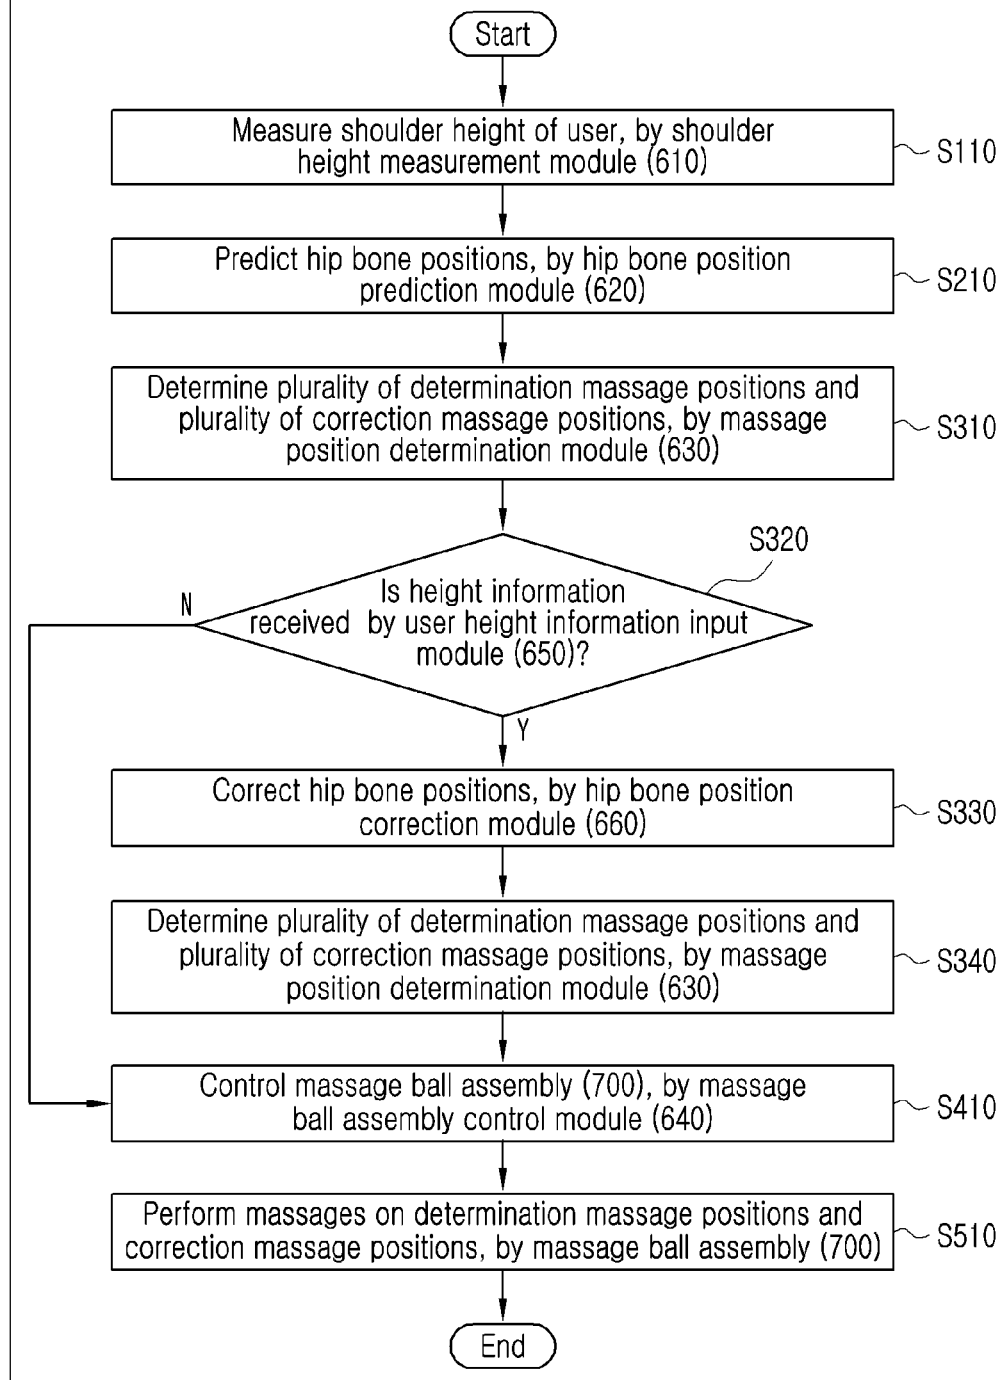 Start
Measure shoulder height of user, by shoulder
height measurement module (610)
S110
Predict hip bone positions, by hip bone position
prediction module (620)
S210
Determine plurality of determination massage positions and
plurality of correction massage positions, by massage
position determination module (630)
S310
S320
Is height information
received by user height information input
module (650)?
N
Y
Correct hip bone positions, by hip bone position
correction module (660)
S330
Determine plurality of determination massage positions and
plurality of correction massage positions, by massage
position determination module (630)
S340
Control massage ball assembly (700), by massage
ball assembly control module (640)
S410
Perform massages on determination massage positions and
correction massage positions, by massage ball assembly (700)
S510
End